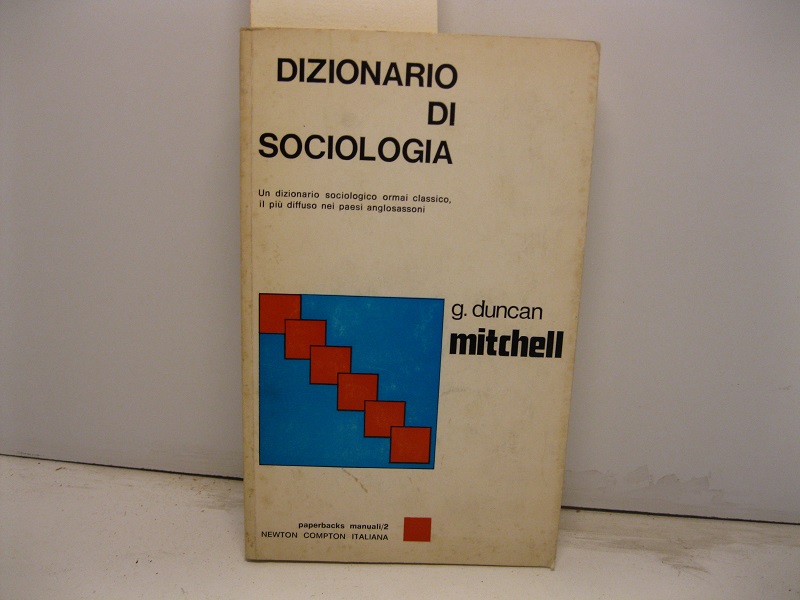 DIZIONARIO
DI
SOCIOLOGIA
Un dizionario sociologico ormai classico,
il più diffuso nei paesi anglosassoni
g. duncan
mitchell
paperbacks manuali/2
NEWTON COMPTON ITALIANA